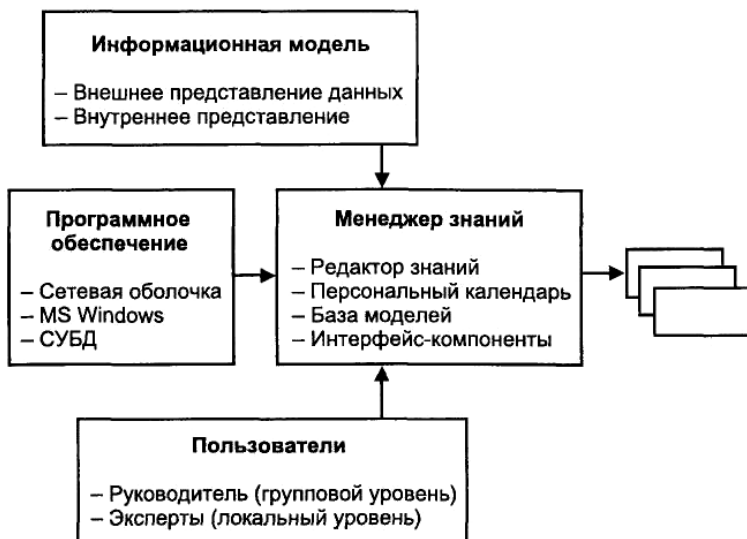 Информационная модель
– Внешнее представление данных
– Внутреннее представление
Программное
обеспечение
– Сетевая оболочка
– MS Windows
– СУБД
Менеджер знаний
– Редактор знаний
– Персональный календарь
– База моделей
– Интерфейс-компоненты
Пользователи
– Руководитель (групповой уровень)
– Эксперты (локальный уровень)